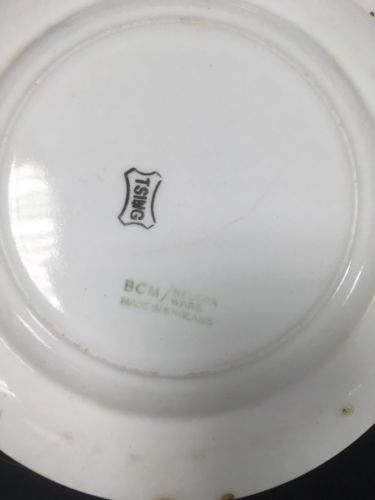 TSING
BCM/NELSON
WARE
MADE IN ENGLAND